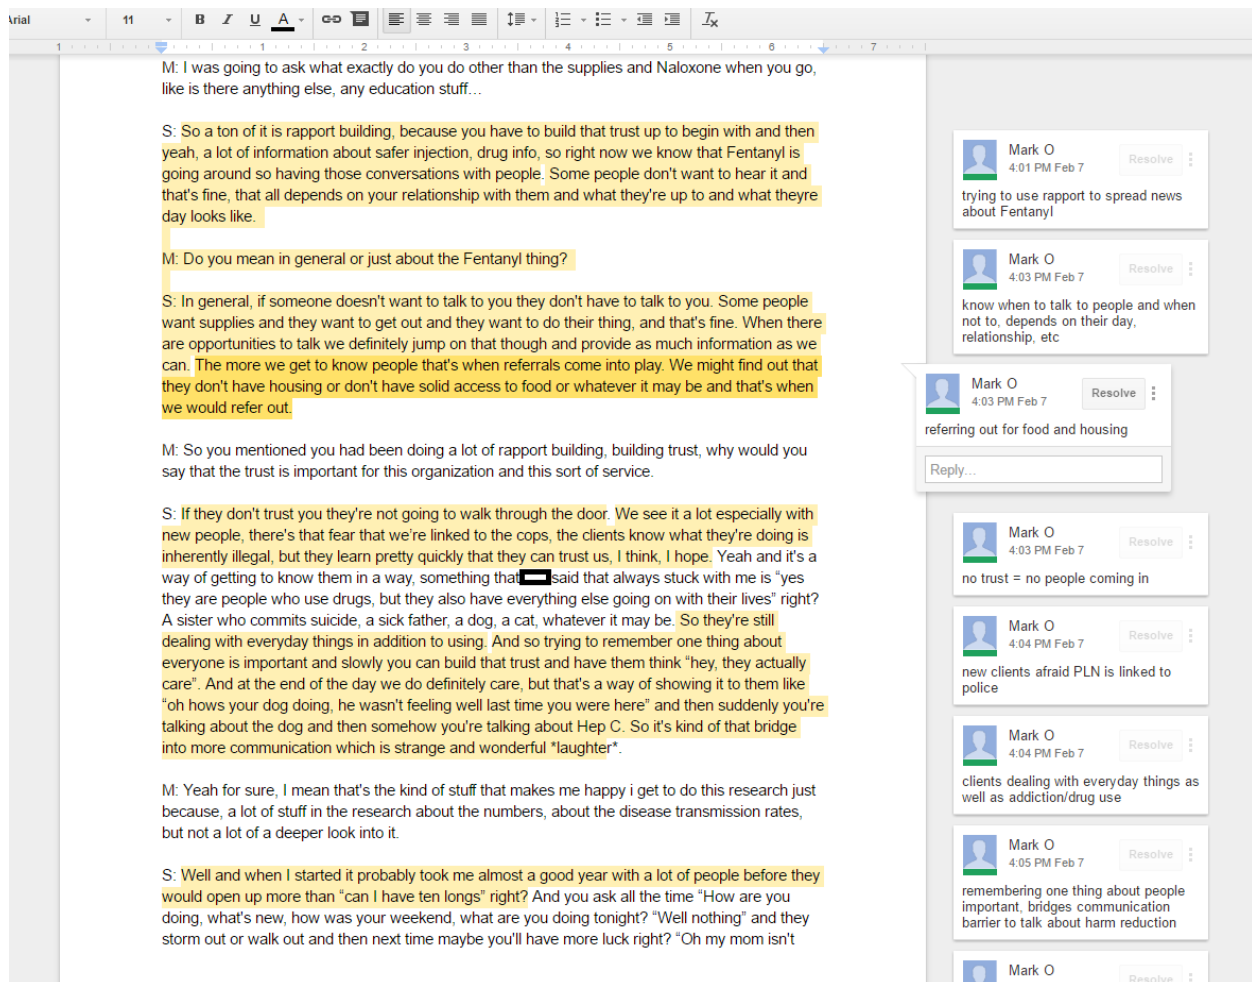 Arial 11 B I U A
1 1 2 3 4 5 6 7
M: I was going to ask what exactly do you do other than the supplies and Naloxone when you go,
like is there anything else, any education stuff…
S: So a ton of it is rapport building, because you have to build that trust up to begin with and then
yeah, a lot of information about safer injection, drug info, so right now we know that Fentanyl is
going around so having those conversations with people. Some people don't want to hear it and
that's fine, that all depends on your relationship with them and what they're up to and what theyre
day looks like.
M: Do you mean in general or just about the Fentanyl thing?
S: In general, if someone doesn't want to talk to you they don't have to talk to you. Some people
want supplies and they want to get out and they want to do their thing, and that's fine. When there
are opportunities to talk we definitely jump on that though and provide as much information as we
can. The more we get to know people that's when referrals come into play. We might find out that
they don't have housing or don't have solid access to food or whatever it may be and that's when
we would refer out.
M: So you mentioned you had been doing a lot of rapport building, building trust, why would you
say that the trust is important for this organization and this sort of service.
S: If they don't trust you they're not going to walk through the door. We see it a lot especially with
new people, there's that fear that we're linked to the cops, the clients know what they're doing is
inherently illegal, but they learn pretty quickly that they can trust us, I think, I hope. Yeah and it's a
way of getting to know them in a way, something that said that always stuck with me is “yes
they are people who use drugs, but they also have everything else going on with their lives” right?
A sister who commits suicide, a sick father, a dog, a cat, whatever it may be. So they're still
dealing with everyday things in addition to using. And so trying to remember one thing about
everyone is important and slowly you can build that trust and have them think “hey, they actually
care”. And at the end of the day we do definitely care, but that's a way of showing it to them like
“oh hows your dog doing, he wasn't feeling well last time you were here” and then suddenly you're
talking about the dog and then somehow you're talking about Hep C. So it's kind of that bridge
into more communication which is strange and wonderful *laughter*.
M: Yeah for sure, I mean that's the kind of stuff that makes me happy i get to do this research just
because, a lot of stuff in the research about the numbers, about the disease transmission rates,
but not a lot of a deeper look into it.
S: Well and when I started it probably took me almost a good year with a lot of people before they
would open up more than “can I have ten longs” right? And you ask all the time “How are you
doing, what's new, how was your weekend, what are you doing tonight? “Well nothing” and they
storm out or walk out and then next time maybe you'll have more luck right? “Oh my mom isn't
Mark O
4:01 PM Feb 7
Resolve
trying to use rapport to spread news
about Fentanyl
Mark O
4:03 PM Feb 7
Resolve
know when to talk to people and when
not to, depends on their day,
relationship, etc
Mark O
4:03 PM Feb 7
Resolve
referring out for food and housing
Reply...
Mark O
4:03 PM Feb 7
Resolve
no trust = no people coming in
Mark O
4:04 PM Feb 7
Resolve
new clients afraid PLN is linked to
police
Mark O
4:04 PM Feb 7
Resolve
clients dealing with everyday things as
well as addiction/drug use
Mark O
4:05 PM Feb 7
Resolve
remembering one thing about people
important, bridges communication
barrier to talk about harm reduction
Mark O
Resolve